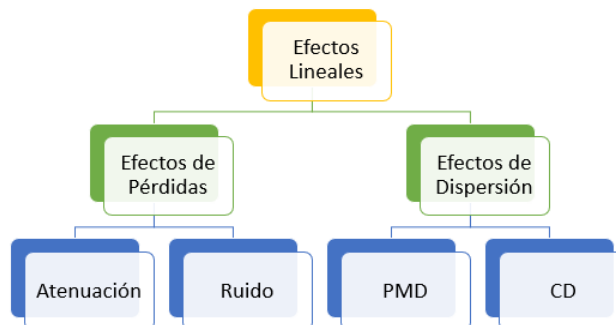 Efectos
Lineales
Efectos de
Pérdidas
Efectos de
Dispersión
Atenuación
Ruido
PMD
CD